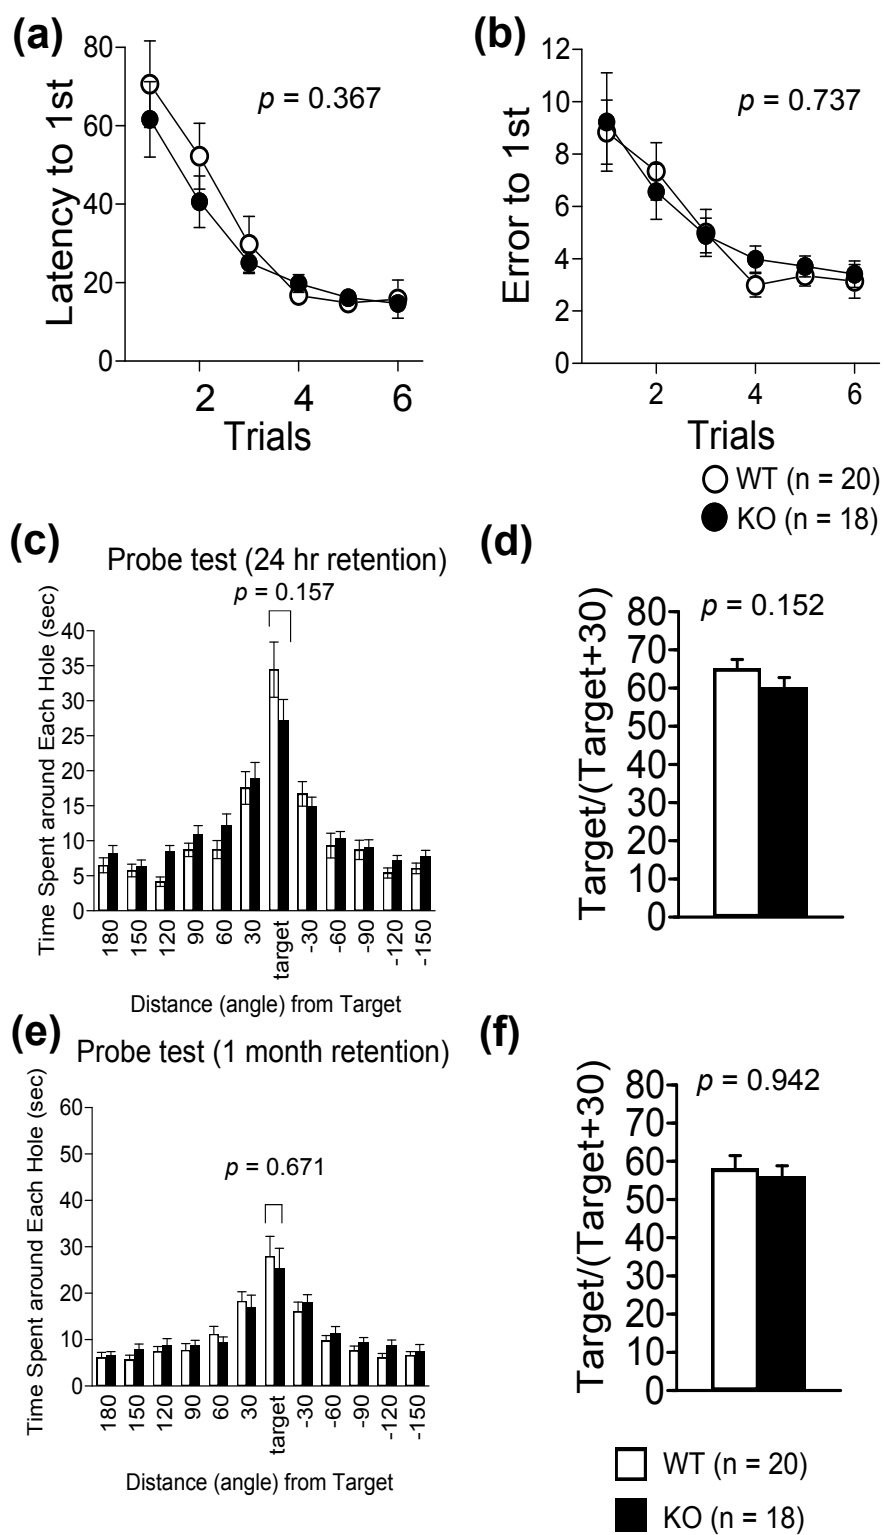 (a)
Latency to 1st
80
60
40
20
0
p = 0.367
2 4 6
Trials
(b)
Error to 1st
12
10
8
6
4
2
0
p = 0.737
2 4 6
Trials
WT (n = 20)
KO (n = 18)
(c)
Probe test (24 hr retention)
p = 0.157
Time Spent around Each Hole (sec)
40
35
30
25
20
15
10
5
0
180 150 120 90 60 30 target -30 -60 -90 -120 -150
Distance (angle) from Target
(d)
Target/(Target+30)
80
70
60
50
40
30
20
10
0
p = 0.152
(e)
Probe test (1 month retention)
Time Spent around Each Hole (sec)
60
50
40
30
20
10
0
p = 0.671
180 150 120 90 60 30 target -30 -60 -90 -120 -150
Distance (angle) from Target
(f)
Target/(Target+30)
80
70
60
50
40
30
20
10
0
p = 0.942
WT (n = 20)
KO (n = 18)